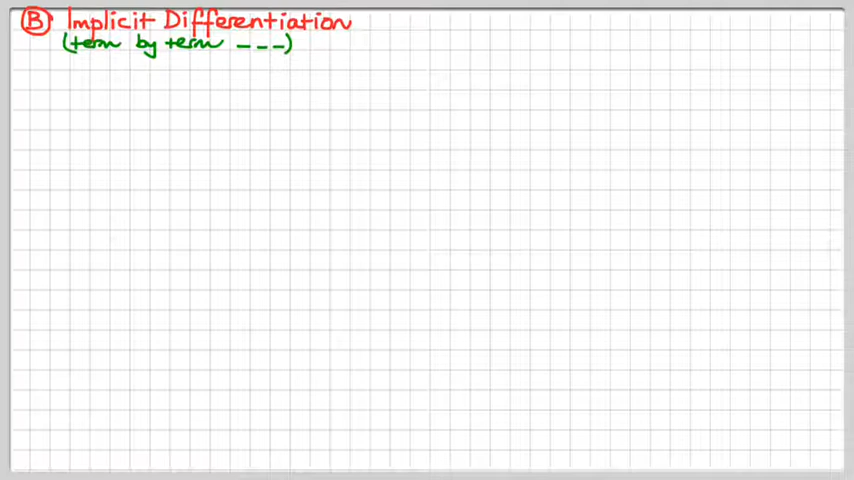 B Implicit Differentiation
(term by term ---)